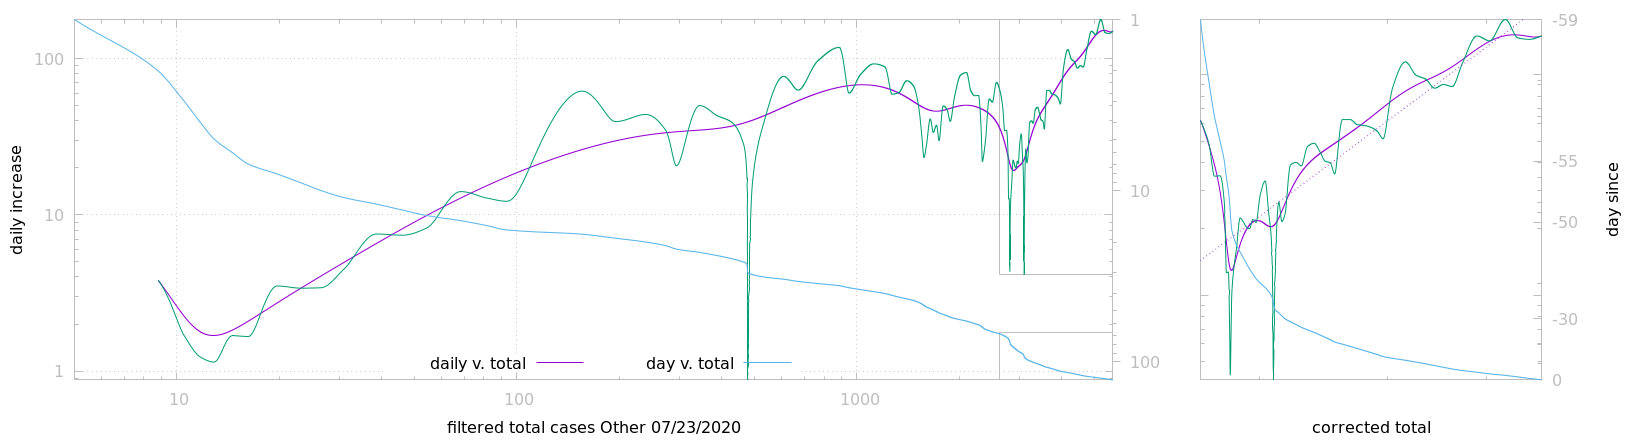 daily increase
100
10
1
10
100
1000
filtered total cases Other 07/23/2020
daily v. total
day v. total
1
10
100
corrected total
-59
-55
-50
-30
0
day since